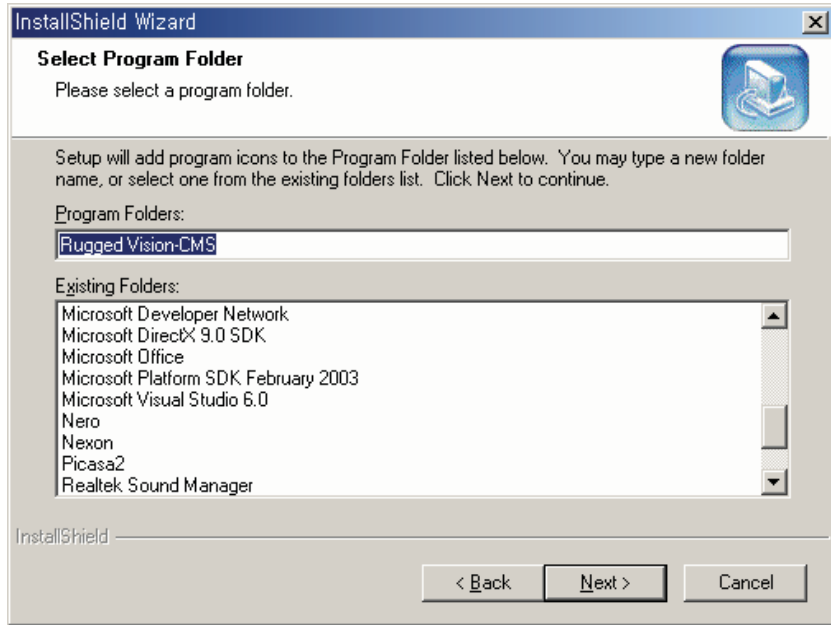 InstallShield Wizard
Select Program Folder
Please select a program folder.
Setup will add program icons to the Program Folder listed below.  You may type a new folder
name, or select one from the existing folders list.  Click Next to continue.
Program Folders:
Rugged Vision-CMS
Existing Folders:
Microsoft Developer Network
Microsoft DirectX 9.0 SDK
Microsoft Office
Microsoft Platform SDK February 2003
Microsoft Visual Studio 6.0
Nero
Nexon
Picasa2
Realtek Sound Manager
InstallShield
< Back Next > Cancel